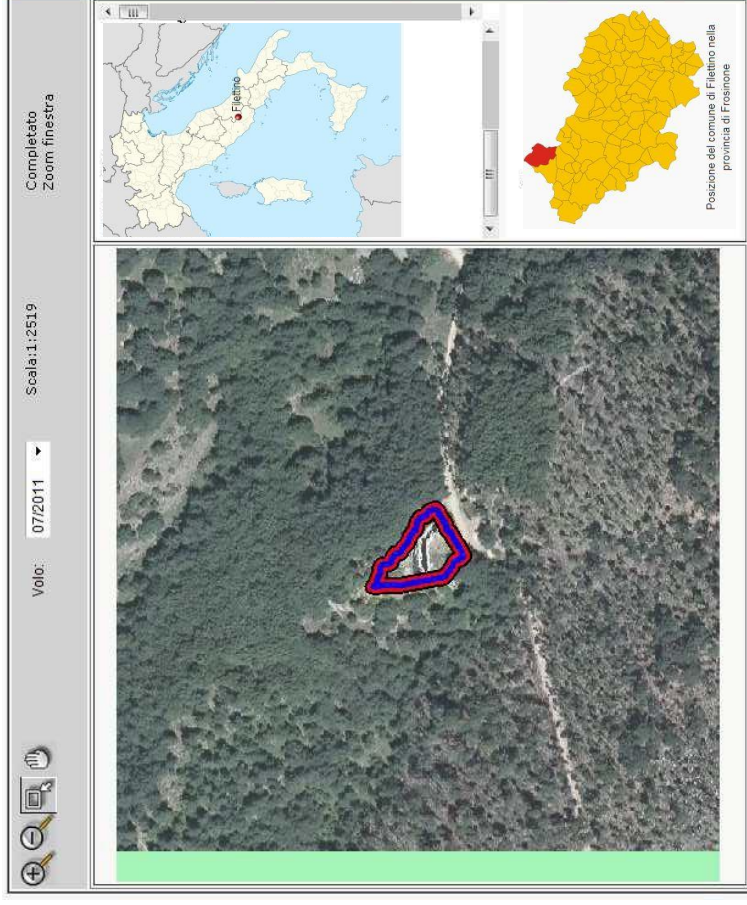 Volo: 07/2011 Scala:1:2519 Completato
Zoom finestra
Filettino
Posizione del comune di Filettino nella
provincia di Frosinone